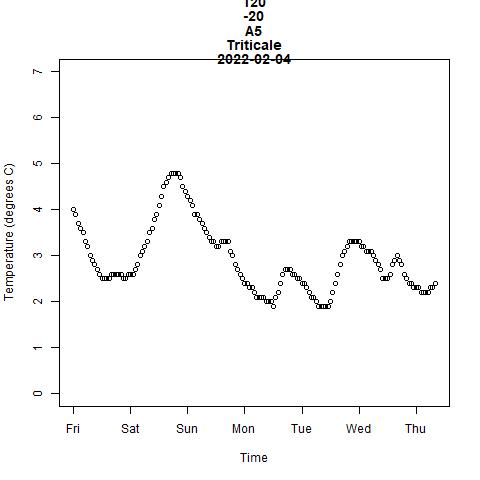 120
-20
A5
Triticale
2022-02-04
Temperature (degrees C)
7
6
5
4
3
2
1
0
Fri Sat Sun Mon Tue Wed Thu
Time